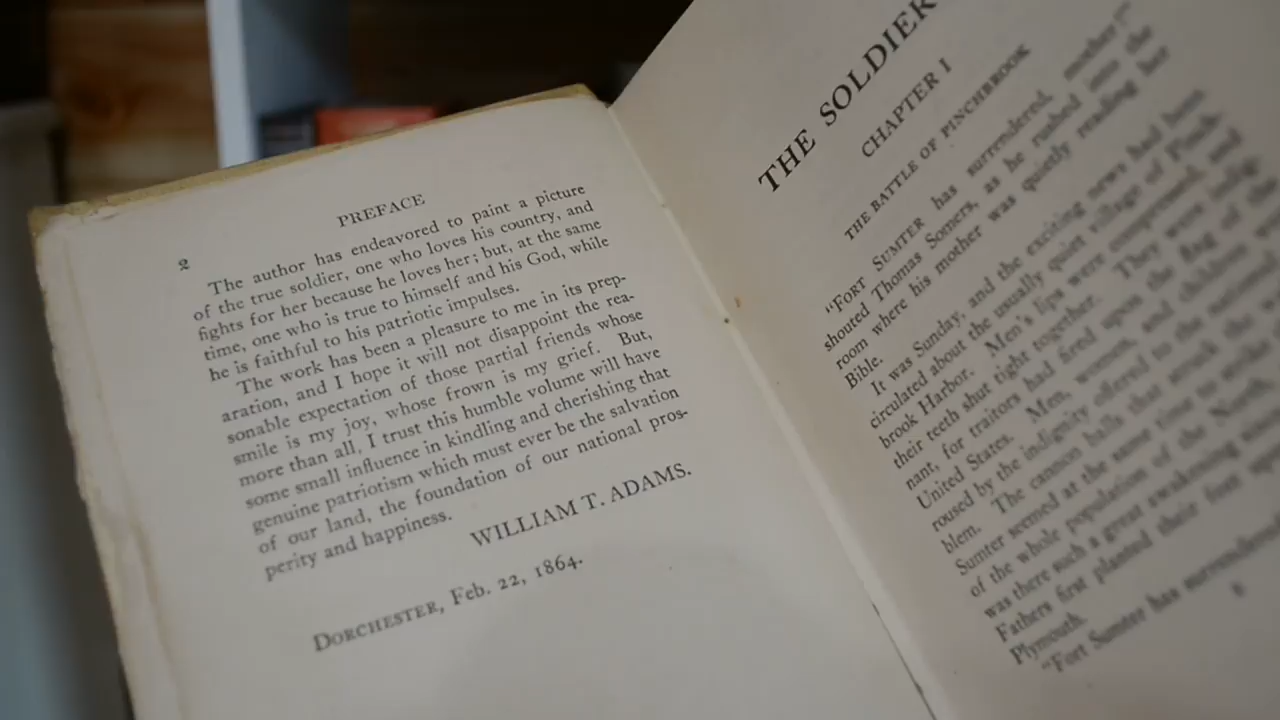 2
PREFACE
The author has endeavored to paint a picture
of the true soldier, one who loves his country, and
fights for her because he loves her; but, at the same
time, one who is true to himself and his God, while
he is faithful to his patriotic impulses.
The work has been a pleasure to me in its prep-
aration, and I hope it will not disappoint the rea-
sonable expectation of those partial friends whose
smile is my joy, whose frown is my grief. But,
more than all, I trust this humble volume will have
some small influence in kindling and cherishing that
genuine patriotism which must ever be the salvation
of our land, the foundation of our national pros-
perity and happiness.
WILLIAM T. ADAMS.
DORCHESTER, Feb. 22, 1864.
THE SOLDIER
CHAPTER I
THE BATTLE OF PINCHBROOK
"FORT SUMTER has surrendered, mother!"
shouted Thomas Somers, as he rushed into the
room where his mother was quietly reading her
Bible.
It was Sunday, and the exciting news had been
circulated about the usually quiet village of Pinch-
brook Harbor. Men's lips were compressed, and
their teeth shut tight together. They were indig-
nant, for traitors had fired upon the flag of the
United States. Men, women, and children were
roused by the indignity offered to the national em-
blem. The cannon balls that struck the
Sumter seemed at the same time to strike
of the whole population of the North,
was there such a great awakening since
Fathers first planted their feet upon
Plymouth.
"Fort Sumter has surrendered